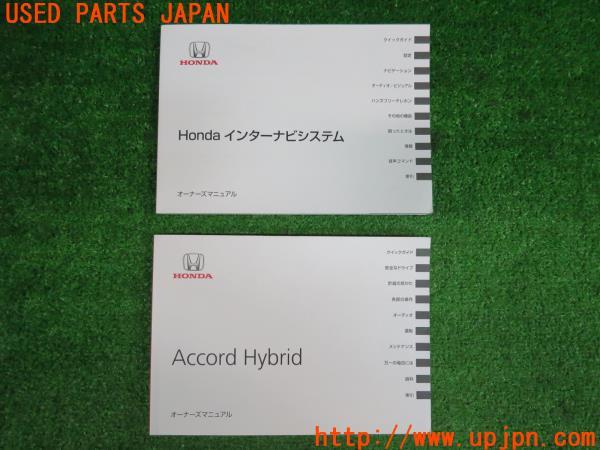 USED PARTS JAPAN
HONDA
Honda インターナビシステム
オーナーズマニュアル
クイックガイド
設定
ナビゲーション
オーディオ/ビジュアル
ハンズフリーテレホン
その他の機能
困ったときは
情報
音声コマンド
索引
HONDA
Accord Hybrid
オーナーズマニュアル
クイックガイド
安全なドライブ
計器の見かた
各部の操作
オーディオ
運転
メンテナンス
万一の場合には
資料
索引
http://www.upjpn.com